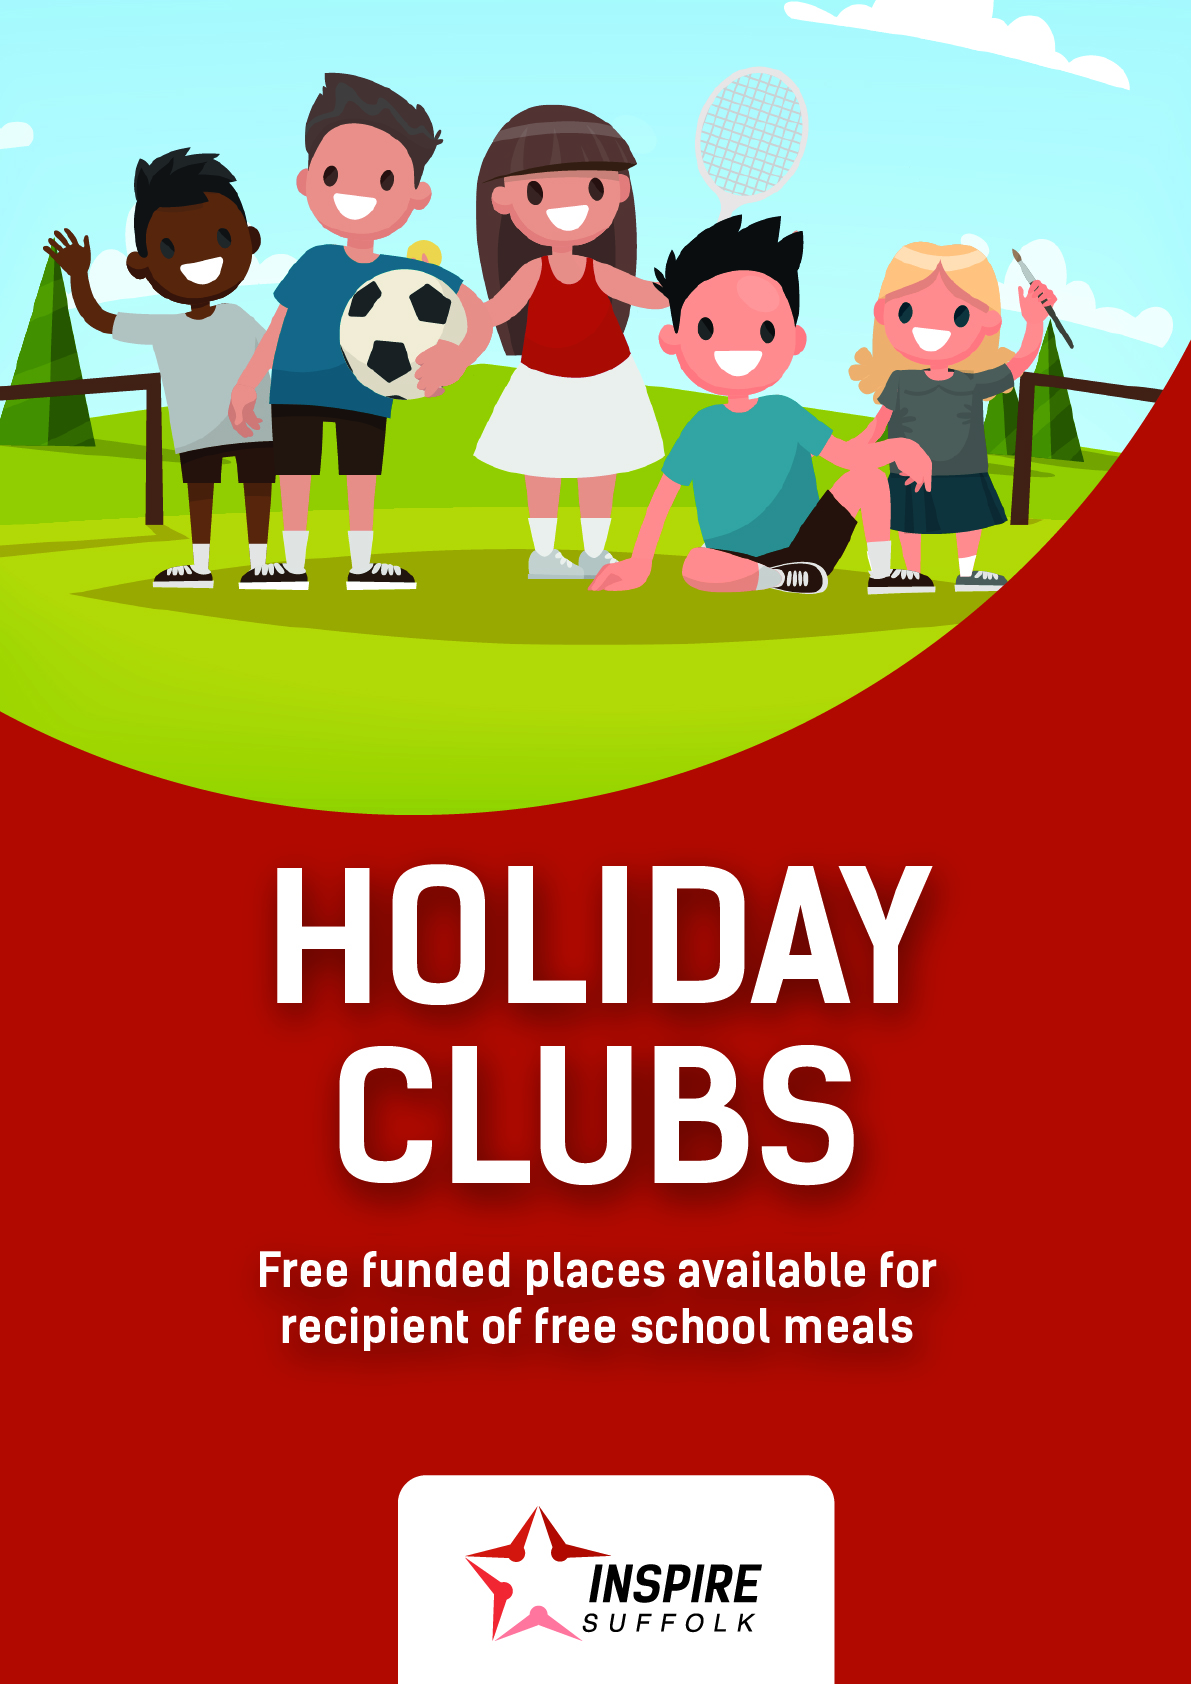 HOLIDAY
CLUBS
Free funded places available for
recipient of free school meals
INSPIRE
SUFFOLK